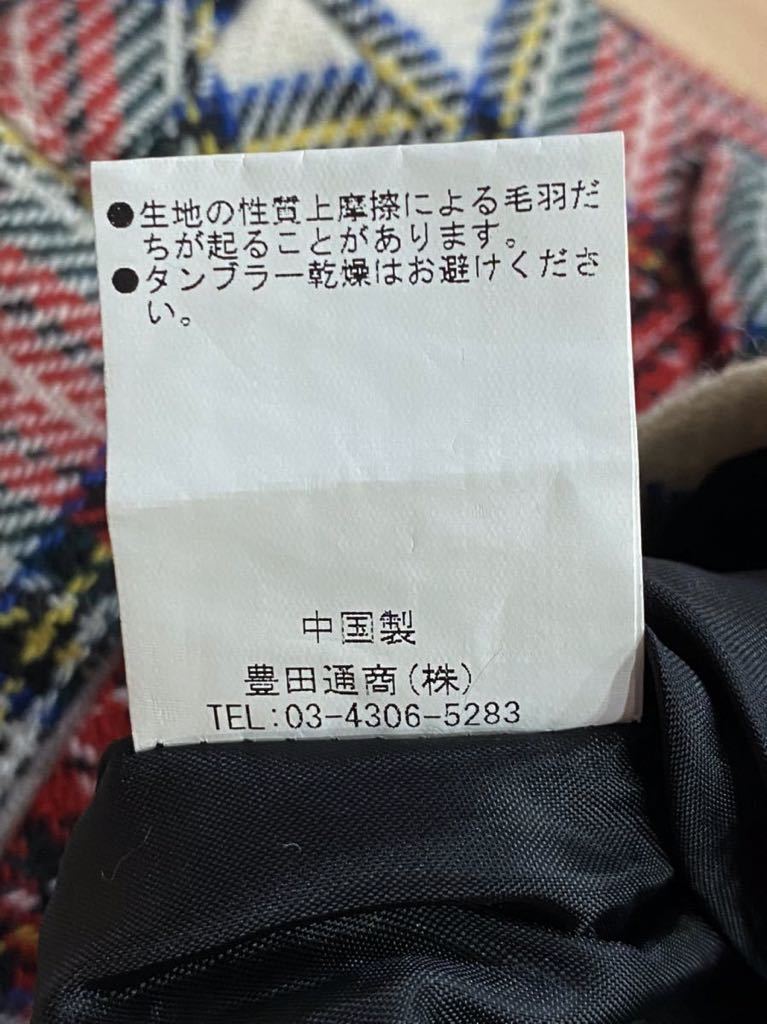 ●生地の性質上摩擦による毛羽だ
ちが起ることがあります。
●タンブラー乾燥はお避けくださ
い。
中国製
豊田通商(株)
TEL:03-4306-5283